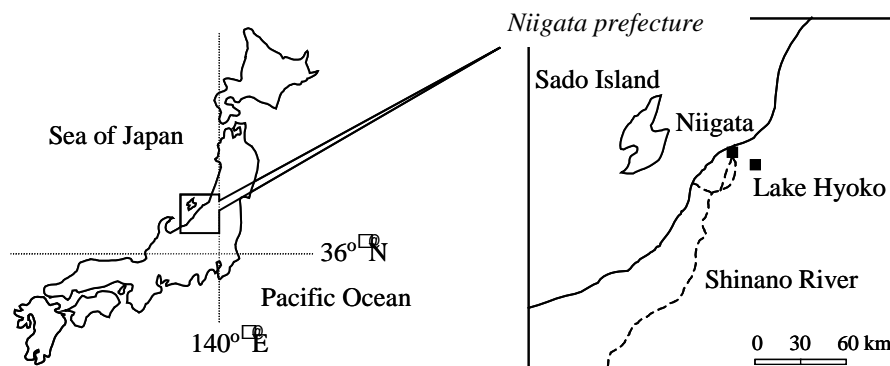 Niigata prefecture
Sea of Japan
36° N
Pacific Ocean
140° E
Sado Island
Niigata
Lake Hyoko
Shinano River
0 30 60 km